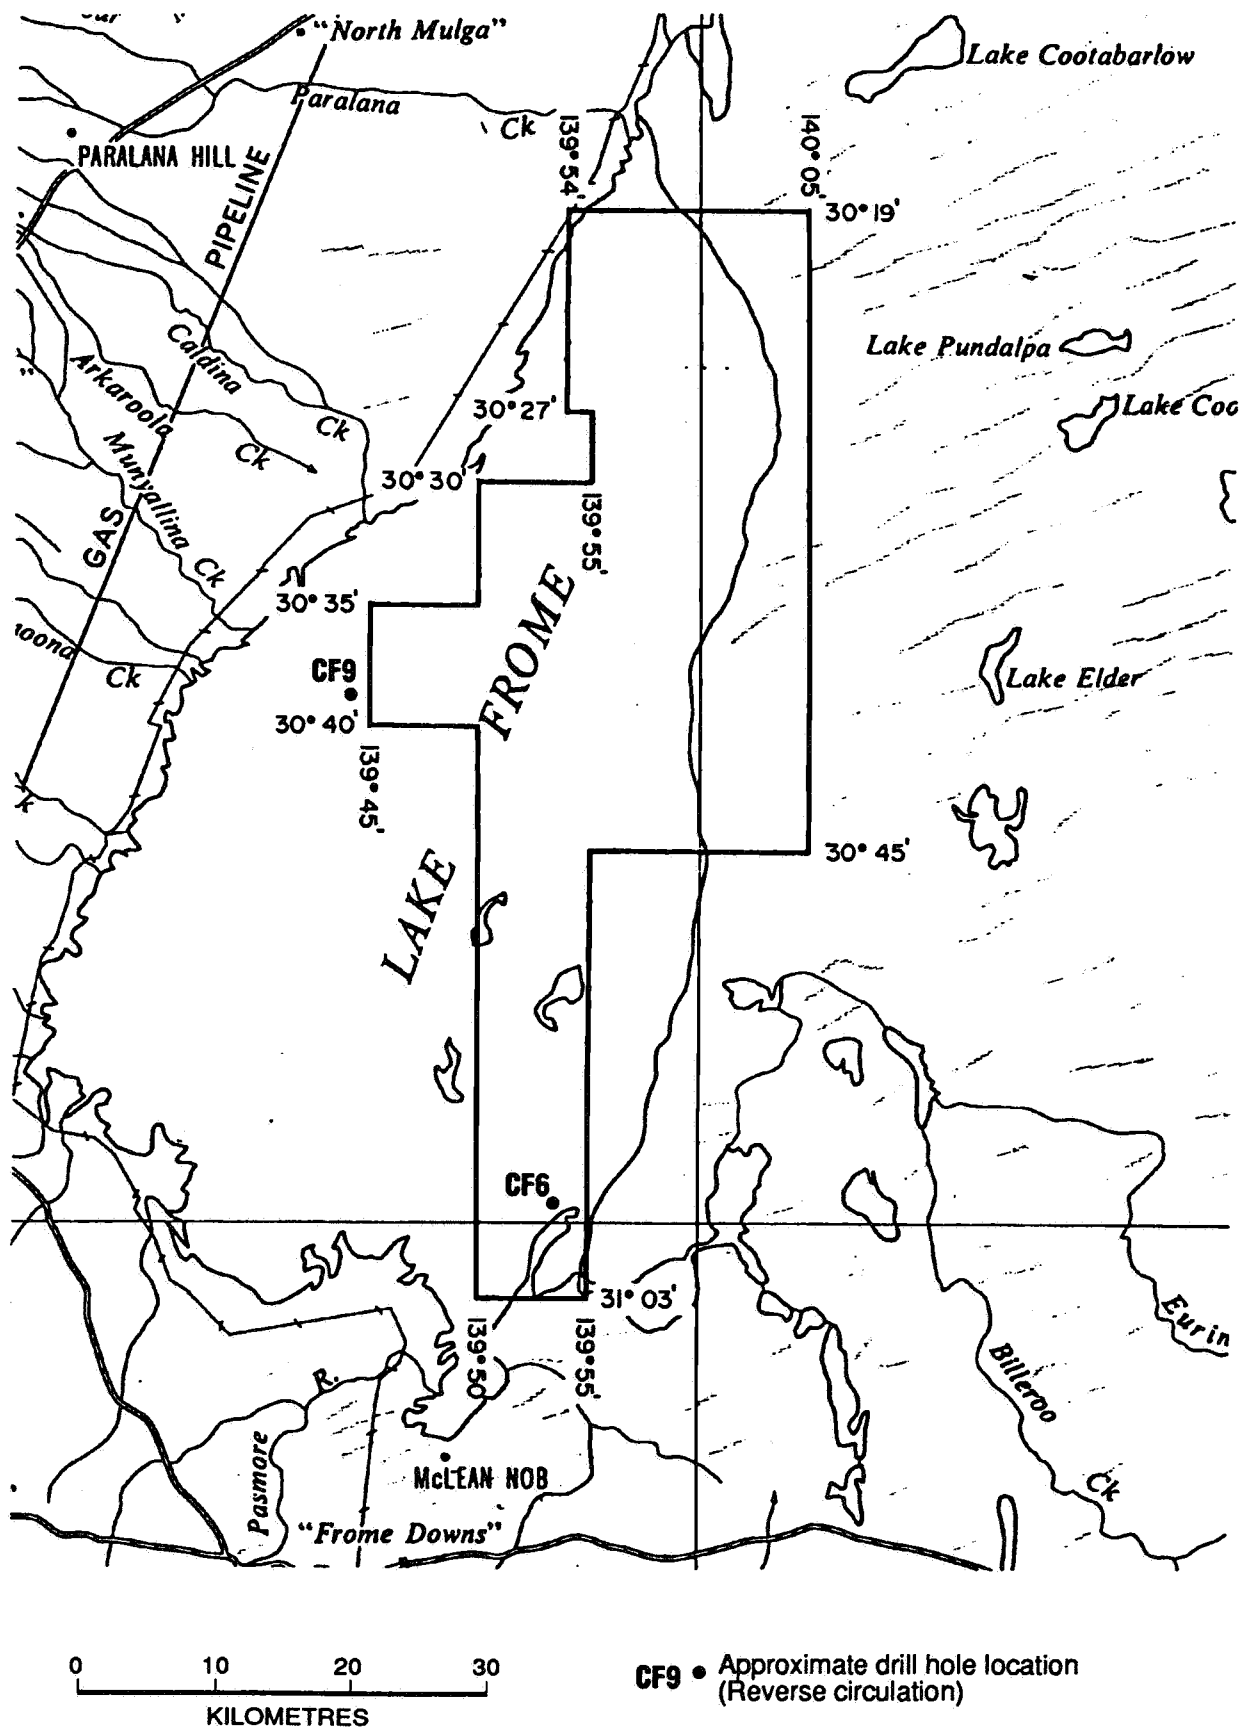 "North Mulga"
Lake Cootabarlow
Paralana
Ck
PARALANA HILL
139° 54'
140° 05'
30° 19'
PIPELINE
Caldina
Ck
Lake Pundalpa
Arkaroola
Ck
30° 27'
Lake Coo
Munyallina
Ck
30° 30'
139° 55'
GAS
30° 35'
noona
Ck
CF9
FROME
Lake Elder
30° 40'
139° 45'
30° 45'
LAKE
CF6
31° 03'
139° 50'
139° 55'
Eurin
Billeroo
Ck
R.
Pasmore
McLEAN NOB
"Frome Downs"
0 10 20 30
KILOMETRES
CF9 • Approximate drill hole location
(Reverse circulation)